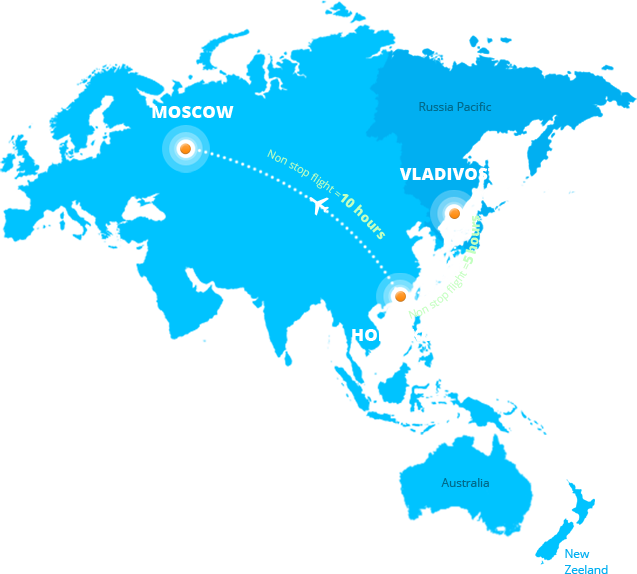 Russia Pacific
MOSCOW
Non stop flight =10 hours
VLADIVOS
Non stop flight =5 hours
HO
Australia
New
Zeeland